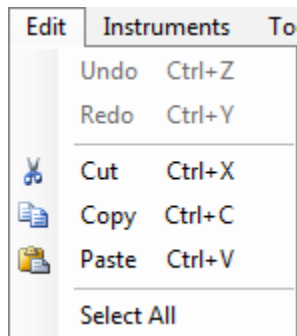 Edit Instruments To
Undo Ctrl+Z
Redo Ctrl+Y
Cut Ctrl+X
Copy Ctrl+C
Paste Ctrl+V
Select All